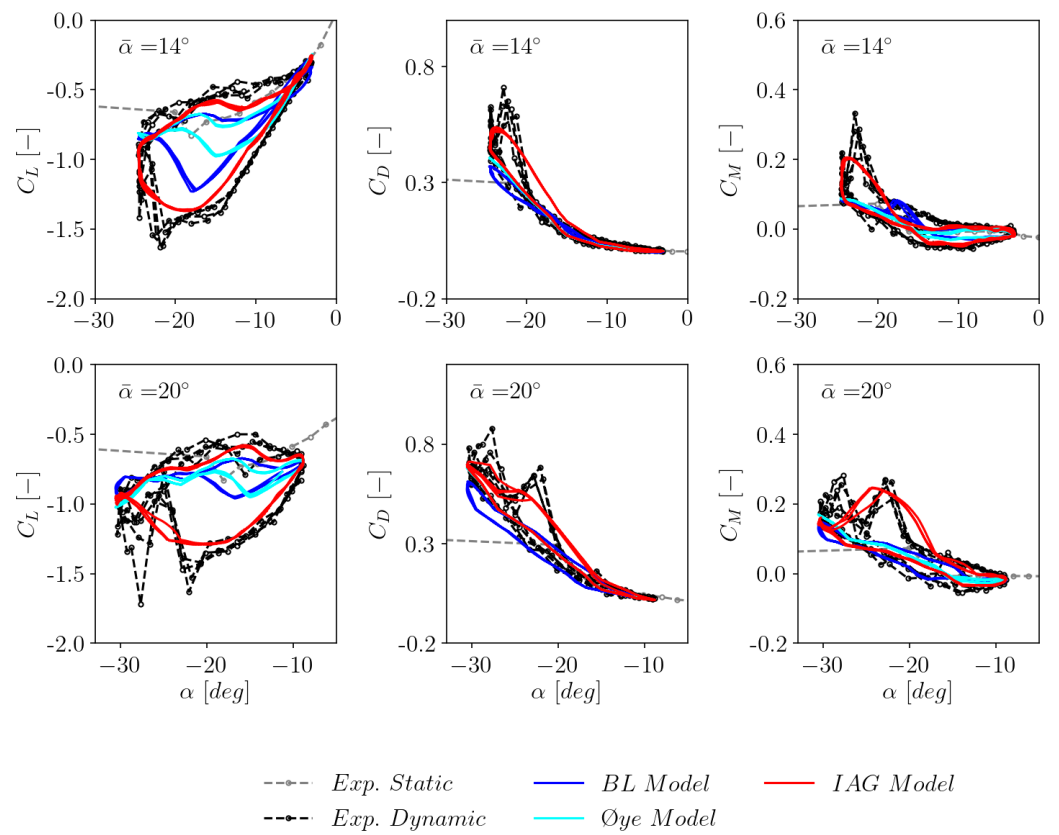 0.0
-0.5
-1.0
-1.5
-2.0
C_L [−]
ᾱ =14°
−30 −20 −10 0
0.8
0.3
-0.2
C_D [−]
ᾱ =14°
−30 −20 −10 0
0.6
0.4
0.2
0.0
-0.2
C_M [−]
ᾱ =14°
−30 −20 −10 0
0.0
-0.5
-1.0
-1.5
-2.0
C_L [−]
ᾱ =20°
−30 −20 −10
α [deg]
0.8
0.3
-0.2
C_D [−]
ᾱ =20°
−30 −20 −10
α [deg]
0.6
0.4
0.2
0.0
-0.2
C_M [−]
ᾱ =20°
−30 −20 −10
α [deg]
Exp. Static
Exp. Dynamic
BL Model
Øye Model
IAG Model